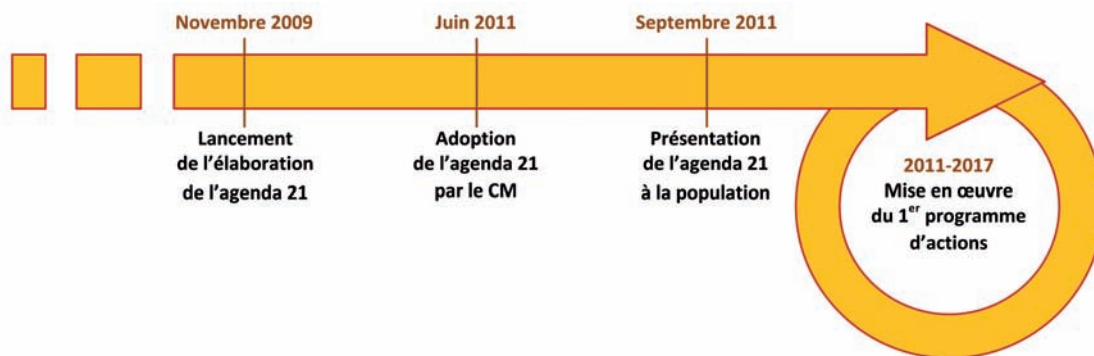 Novembre 2009
Lancement
de l’élaboration
de l’agenda 21
Juin 2011
Adoption
de l’agenda 21
par le CM
Septembre 2011
Présentation
de l’agenda 21
à la population
2011-2017
Mise en œuvre
du 1er programme
d’actions